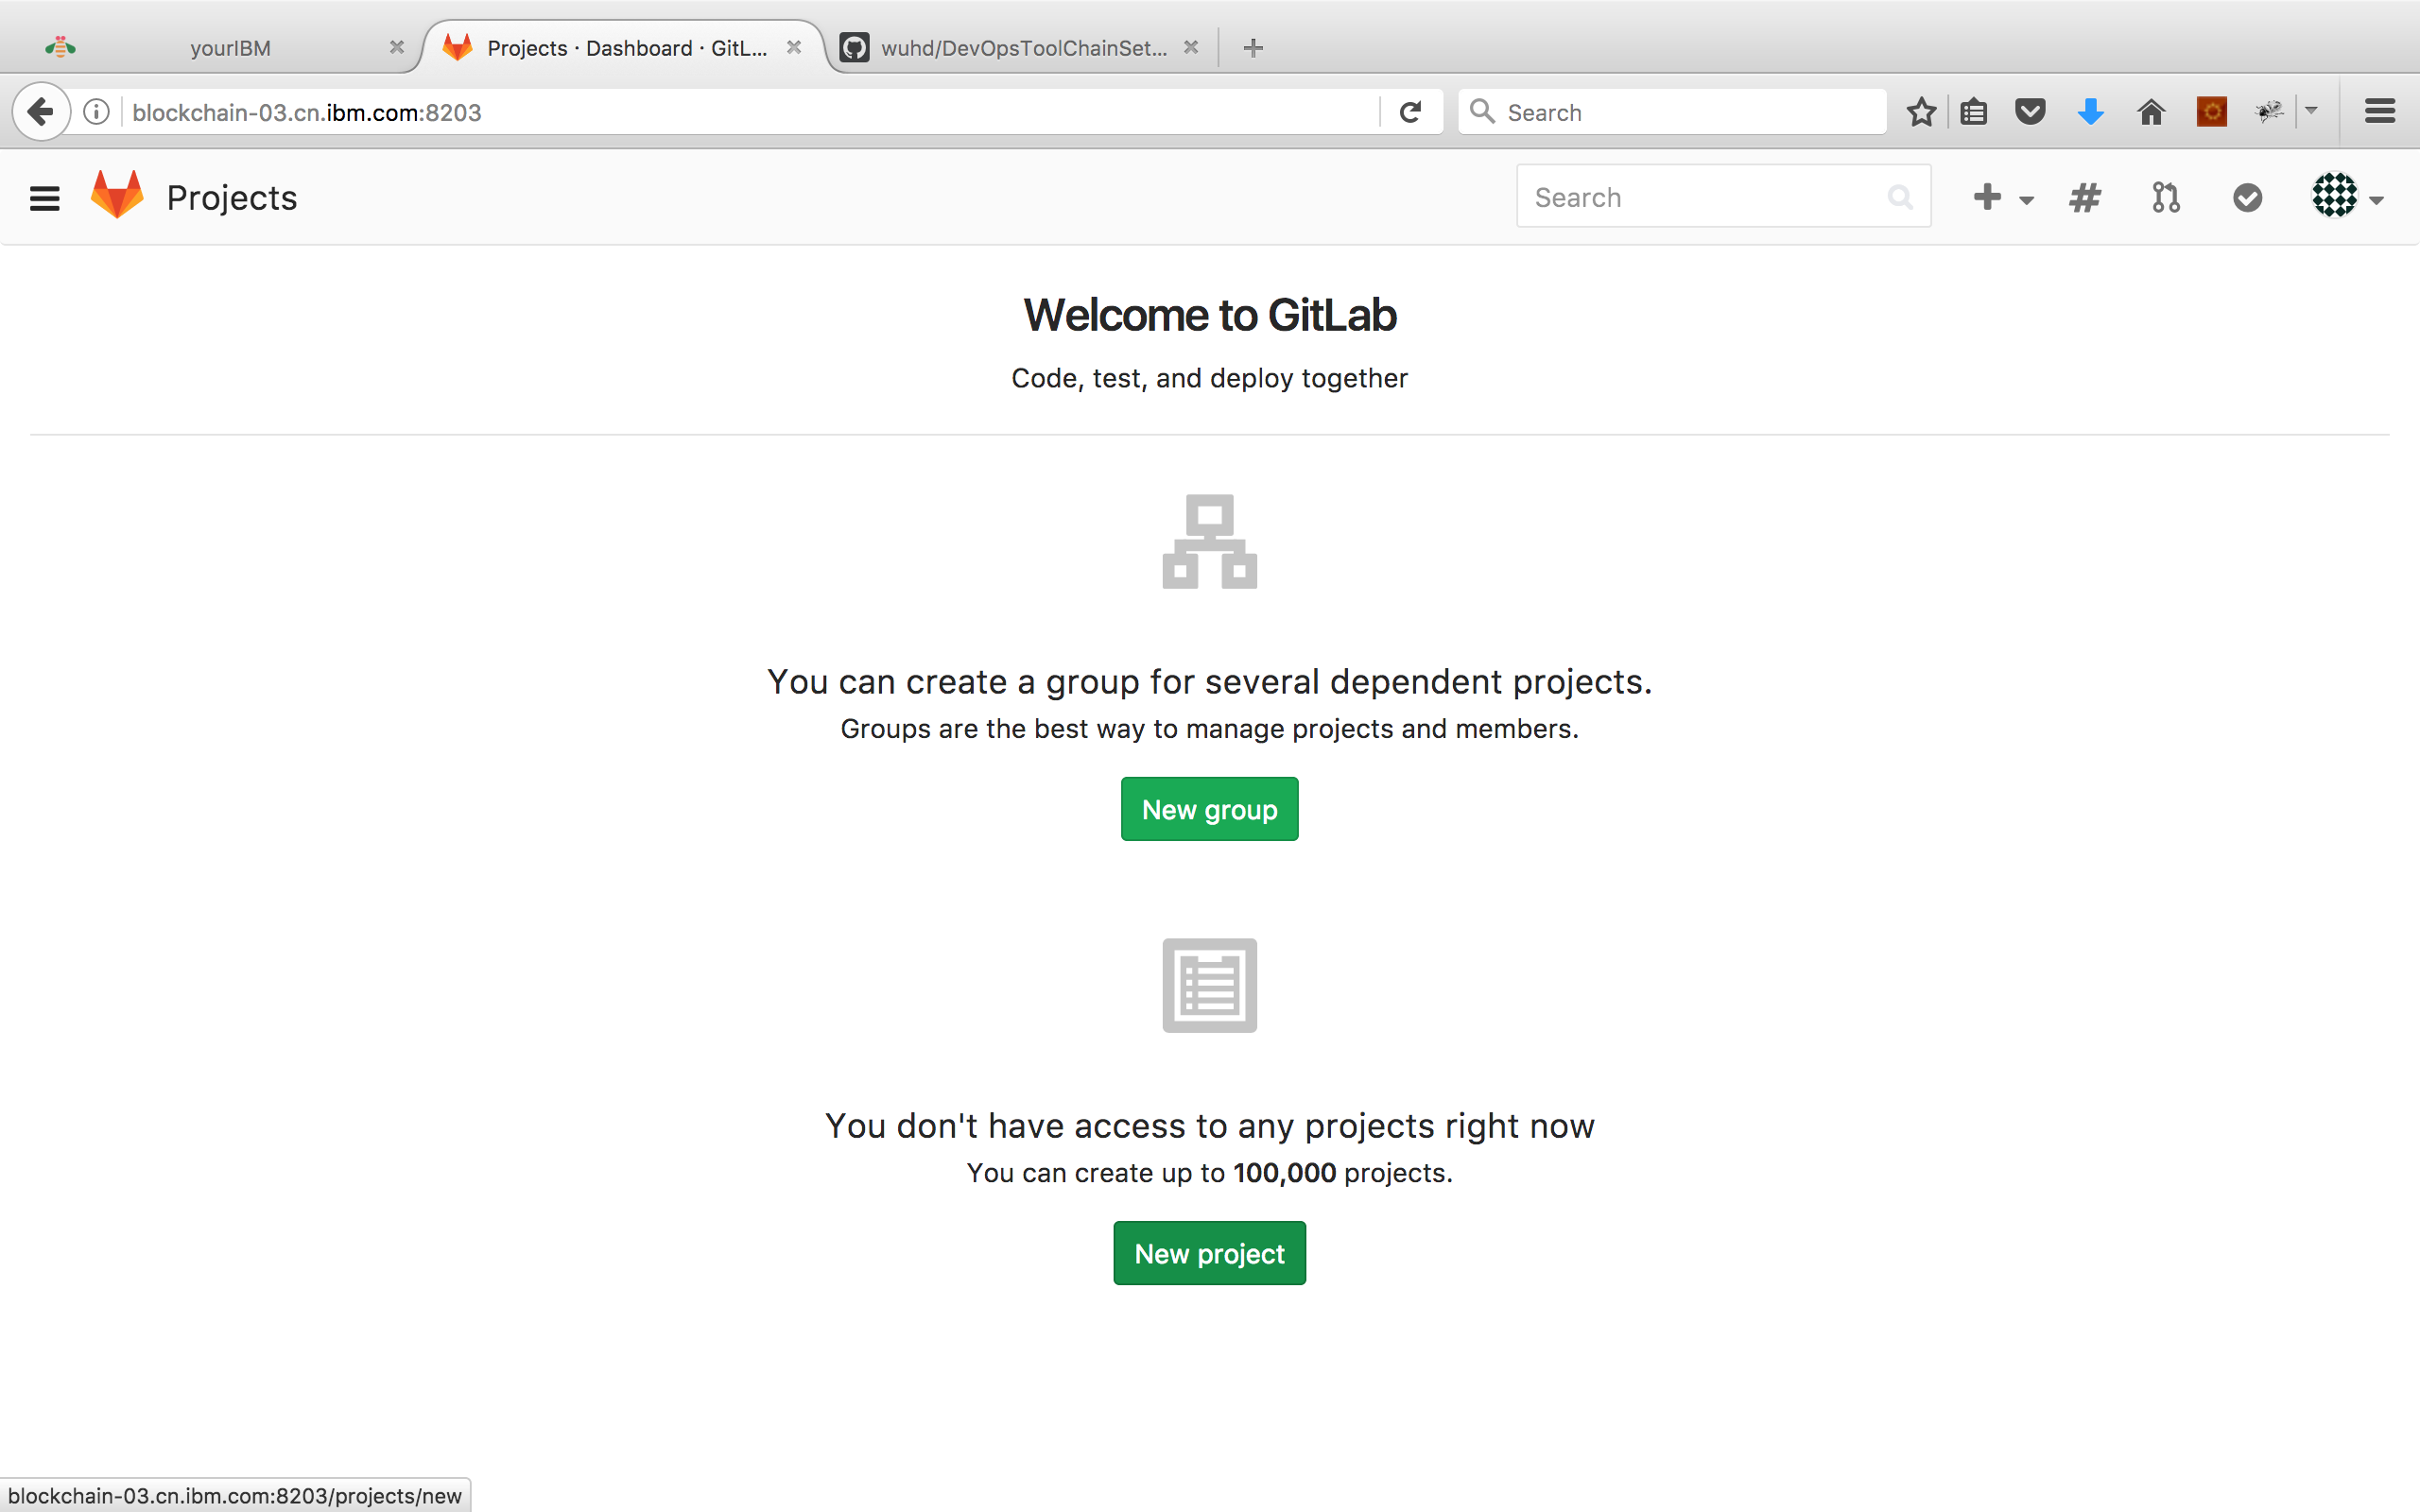 yourIBM
Projects · Dashboard · GitL...
wuhd/DevOpsToolChainSet...
blockchain-03.cn.ibm.com:8203
Search
Projects
Search
Welcome to GitLab
Code, test, and deploy together
You can create a group for several dependent projects.
Groups are the best way to manage projects and members.
New group
You don't have access to any projects right now
You can create up to 100,000 projects.
New project
blockchain-03.cn.ibm.com:8203/projects/new